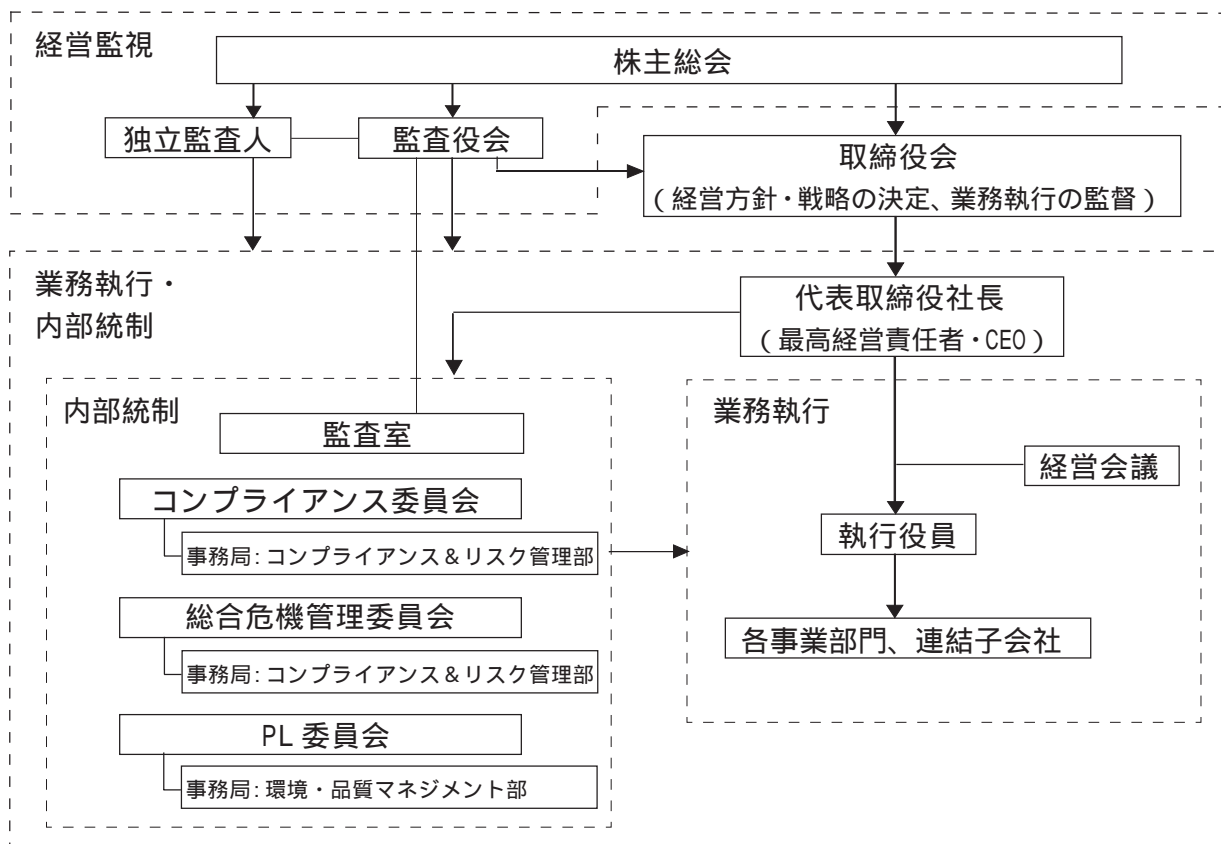 経営監視
株主総会
独立監査人
監査役会
取締役会
（経営方針・戦略の決定、業務執行の監督）
業務執行・
内部統制
代表取締役社長
（最高経営責任者・CEO）
内部統制
監査室
コンプライアンス委員会
事務局:コンプライアンス＆リスク管理部
総合危機管理委員会
事務局:コンプライアンス＆リスク管理部
PL委員会
事務局:環境・品質マネジメント部
業務執行
経営会議
執行役員
各事業部門、連結子会社